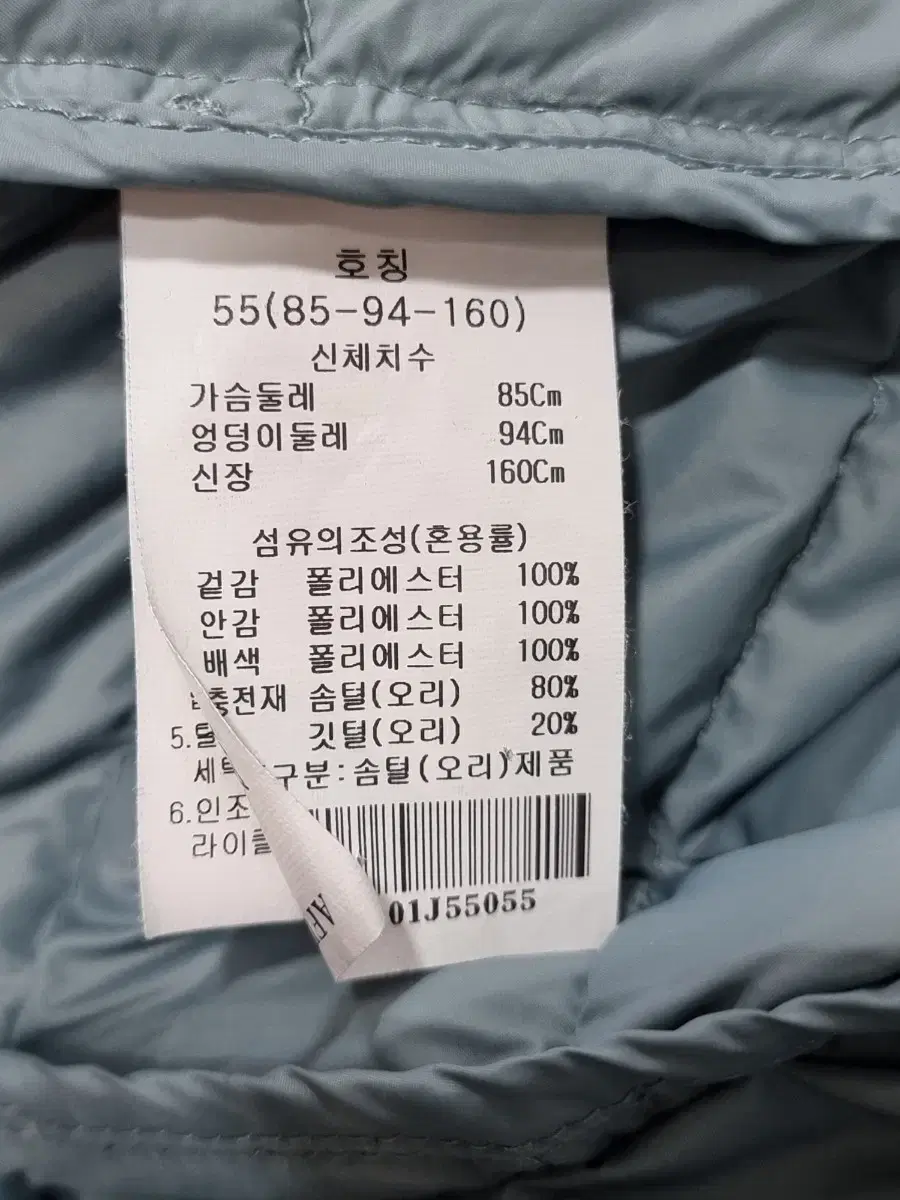 호칭
55(85-94-160)
신체치수
가슴둘레 85Cm
엉덩이둘레 94Cm
신장 160Cm
섬유의조성(혼용률)
겉감 폴리에스터 100%
안감 폴리에스터 100%
배색 폴리에스터 100%
충전재 솜털(오리) 80%
5. 깃털(오리) 20%
구분:솜털(오리)제품
6.인조
01J55055